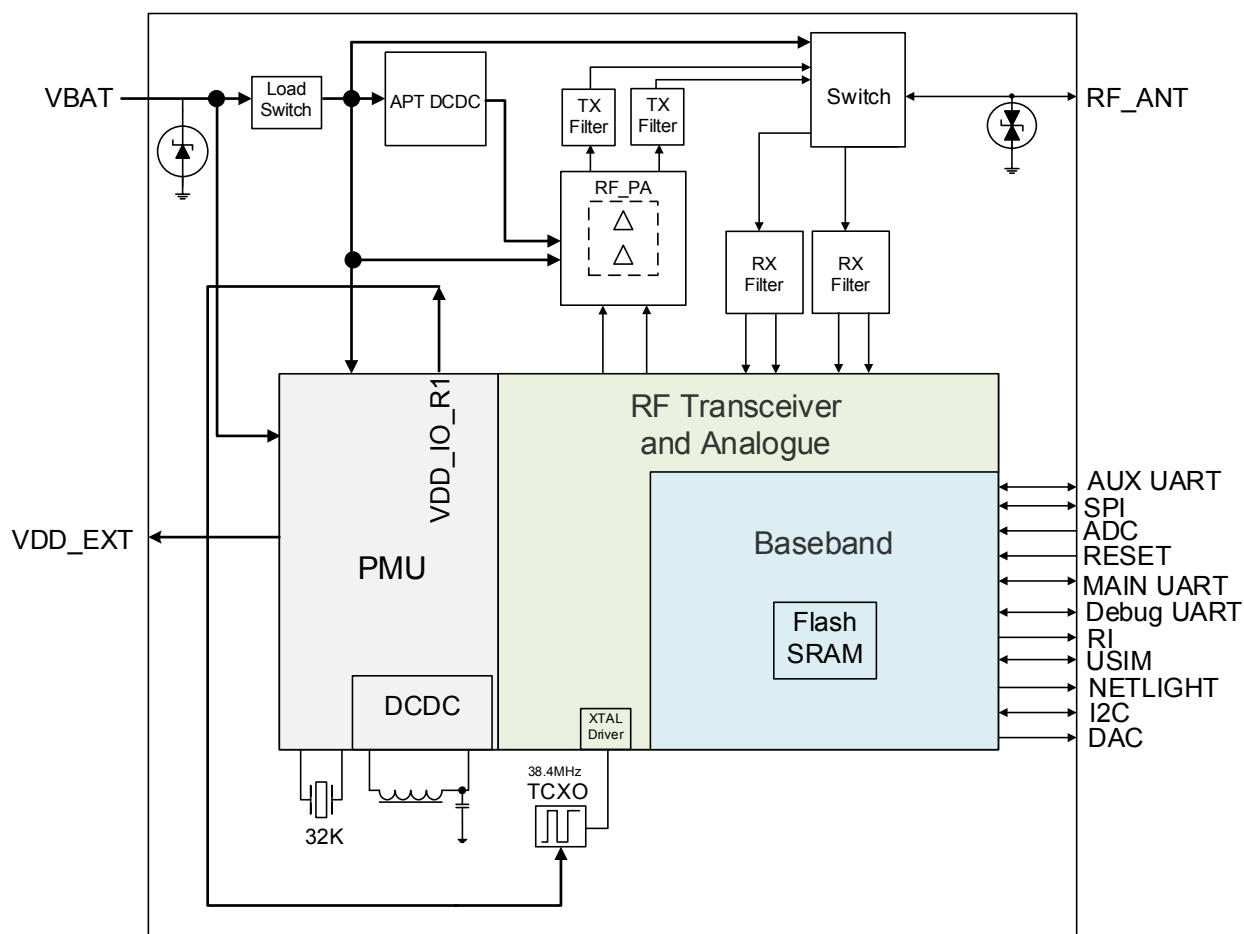 VBAT
Load
Switch
APT DCDC
TX
Filter
TX
Filter
Switch
RF_ANT
RF_PA
RX
Filter
RX
Filter
VDD_IO_R1
RF Transceiver
and Analogue
VDD_EXT
PMU
Baseband
Flash
SRAM
AUX UART
SPI
ADC
RESET
MAIN UART
Debug UART
RI
USIM
NETLIGHT
I2C
DAC
DCDC
XTAL
Driver
38.4MHz
TCXO
32K